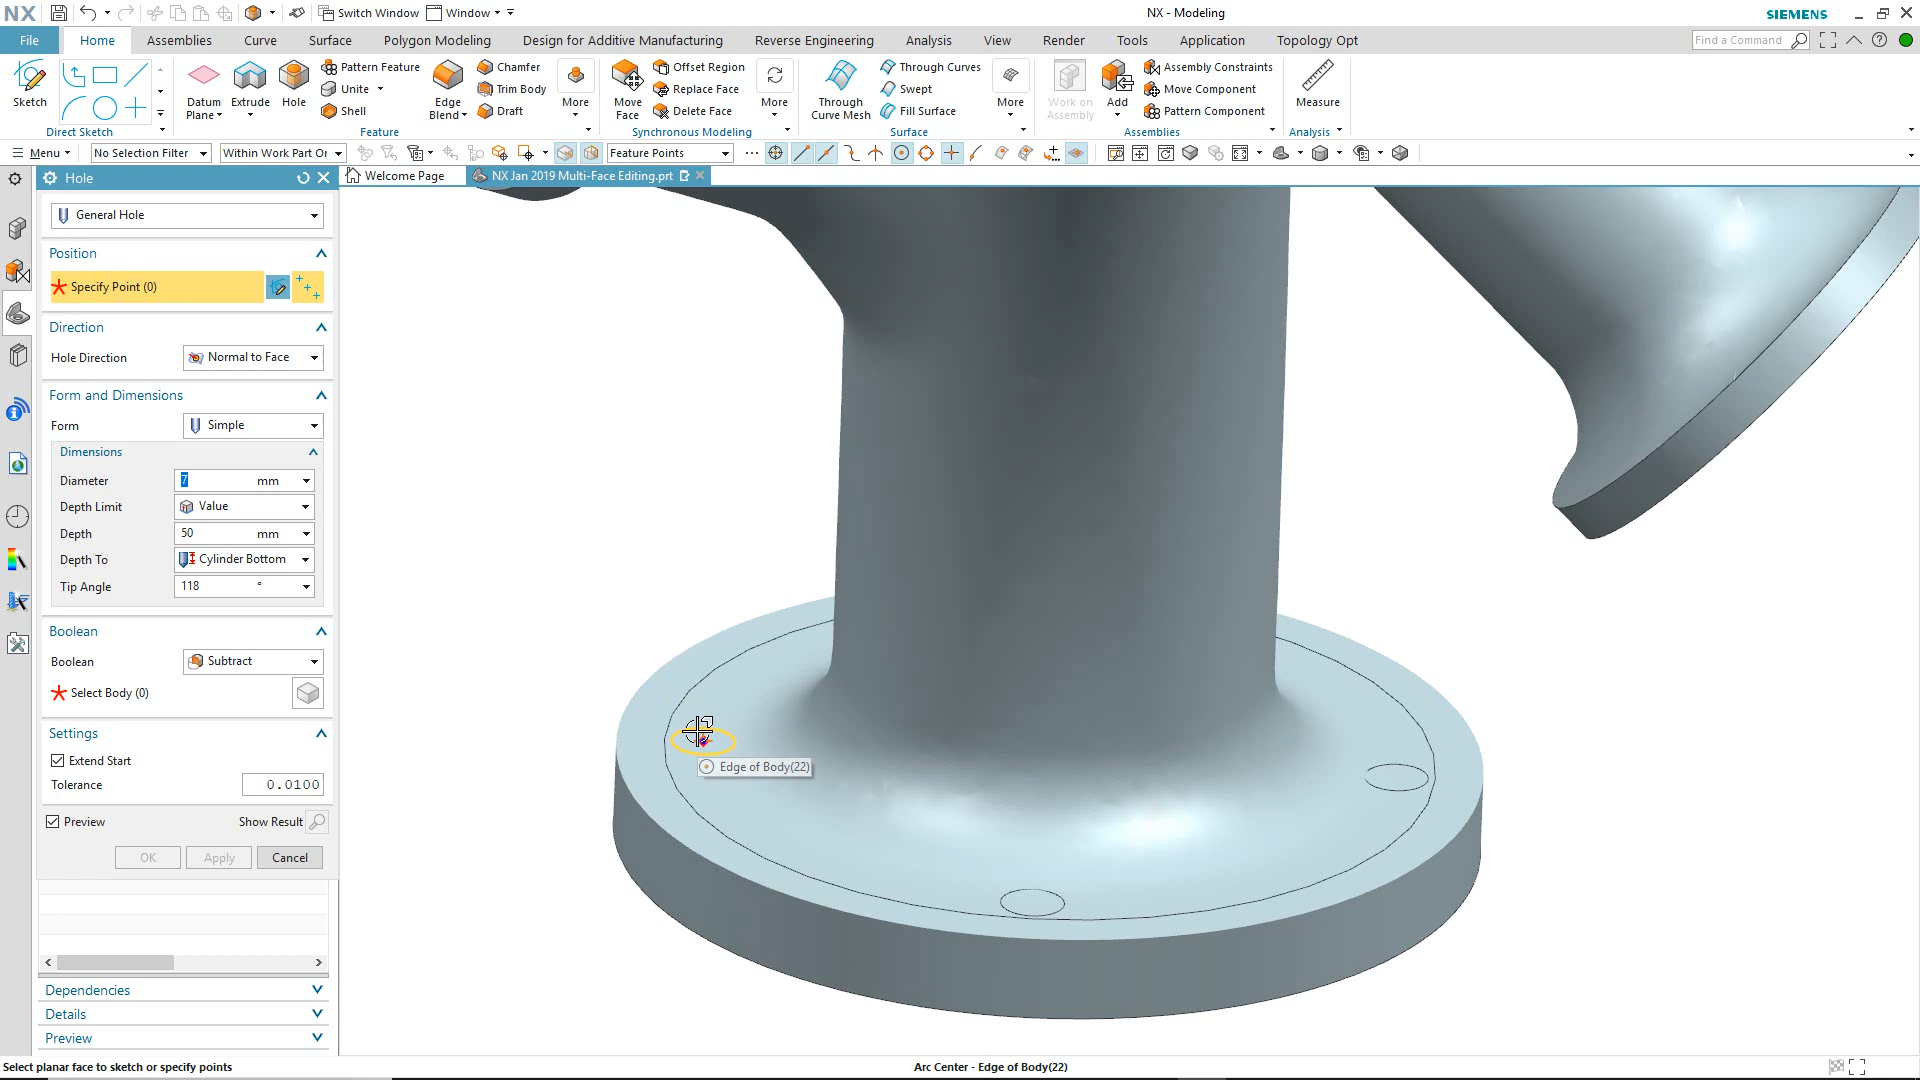 NX Switch Window Window NX - Modeling SIEMENS
File Home Assemblies Curve Surface Polygon Modeling Design for Additive Manufacturing Reverse Engineering Analysis View Render Tools Application Topology Opt Find a Command
Sketch Datum Plane Extrude Hole Pattern Feature Unite Shell Edge Blend Chamfer Trim Body Draft More Move Face Offset Region Replace Face Delete Face More Through Curve Mesh Through Curves Swept Fill Surface More Work on Assembly Add Assembly Constraints Move Component Pattern Component Measure
Direct Sketch Feature Synchronous Modeling Surface Assemblies Analysis
Menu No Selection Filter Within Work Part Or Feature Points
Hole Welcome Page NX Jan 2019 Multi-Face Editing.prt
General Hole
Position
Specify Point (0)
Direction
Hole Direction Normal to Face
Form and Dimensions
Form Simple
Dimensions
Diameter 7 mm
Depth Limit Value
Depth 50 mm
Depth To Cylinder Bottom
Tip Angle 118 °
Boolean
Boolean Subtract
Select Body (0)
Settings
Extend Start
Edge of Body(22)
Tolerance 0.0100
Preview Show Result
OK Apply Cancel
Dependencies
Details
Preview
Select planar face to sketch or specify points Arc Center - Edge of Body(22)